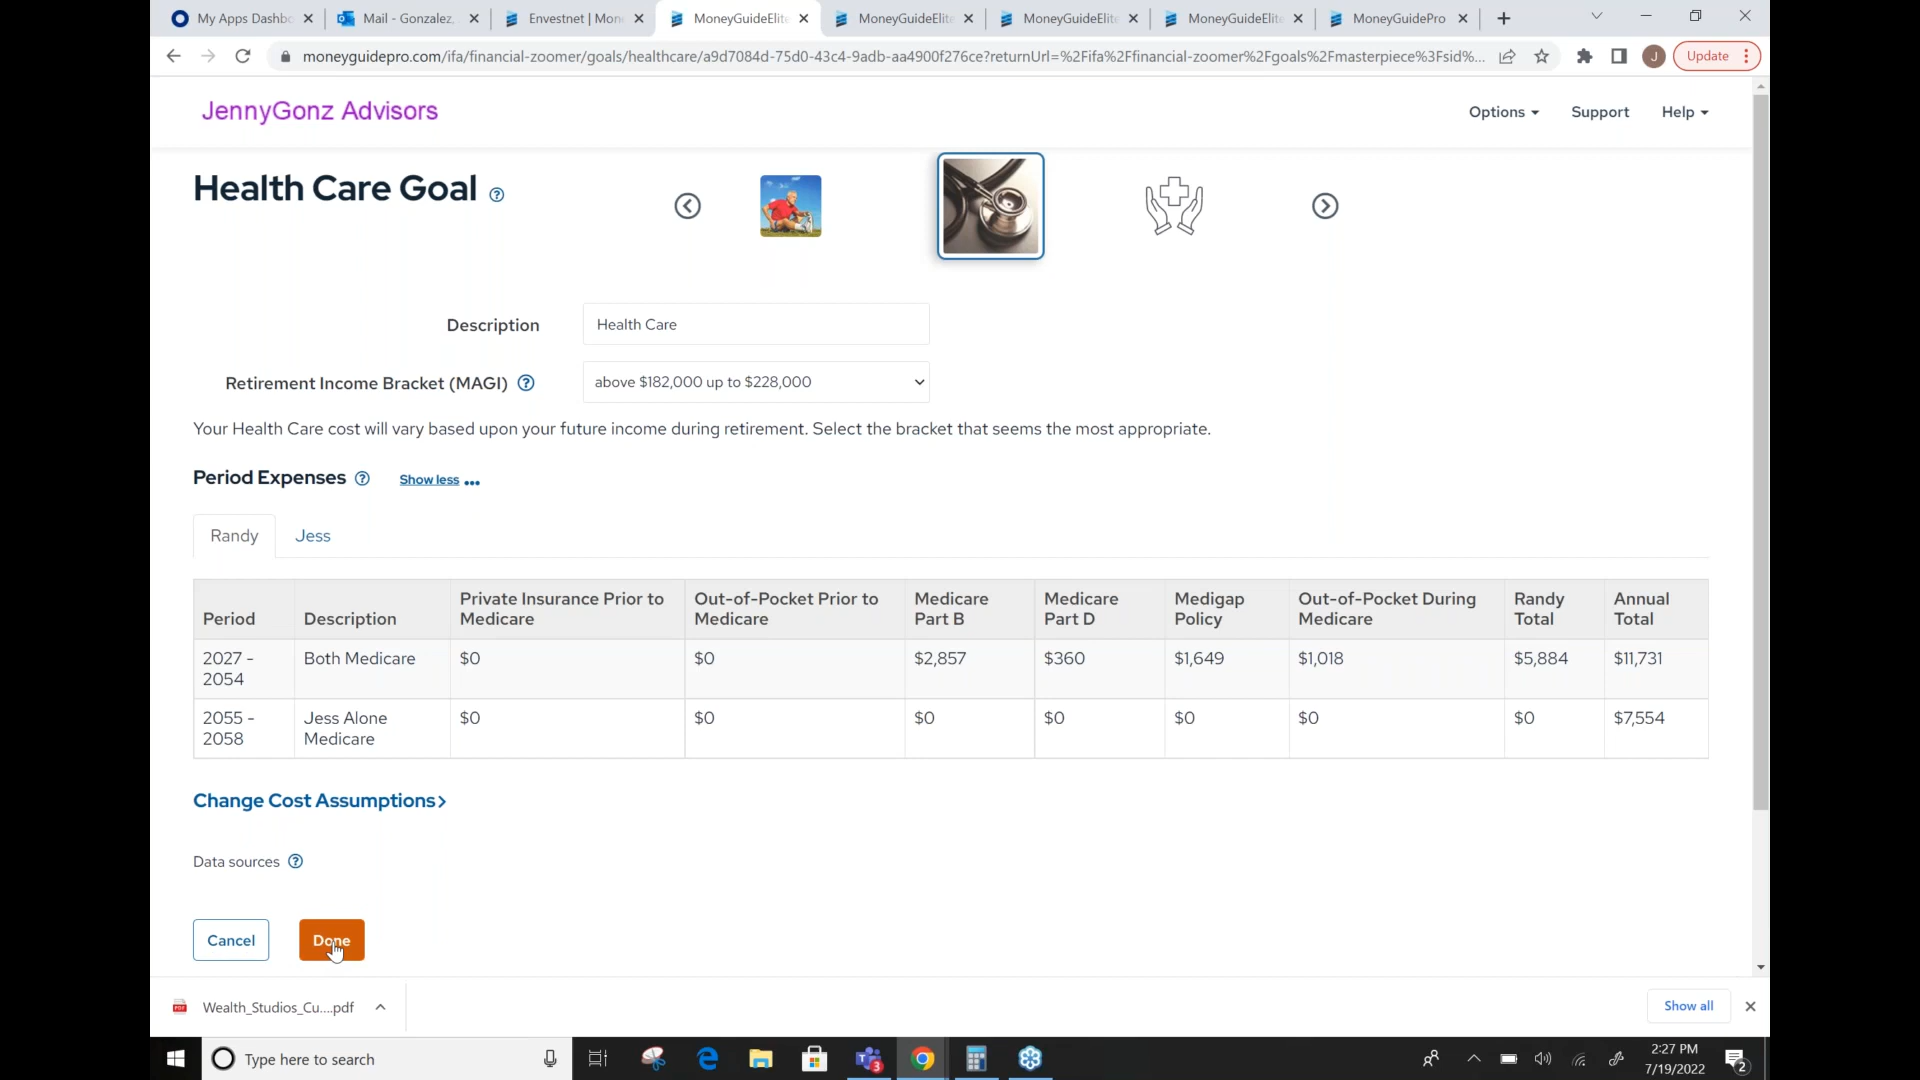 My Apps Dashbo
Mail - Gonzalez,
Envestnet | Mon
MoneyGuideElite
MoneyGuideElite
MoneyGuideElite
MoneyGuideElite
MoneyGuidePro
moneyguidepro.com/ifa/financial-zoomer/goals/healthcare/a9d7084d-75d0-43c4-9adb-aa4900f276ce?returnUrl=%2Fifa%2Ffinancial-zoomer%2Fgoals%2Fmasterpiece%3Fsid%...
J
Update
JennyGonz Advisors
Options
Support
Help
Health Care Goal
Description
Health Care
Retirement Income Bracket (MAGI)
above $182,000 up to $228,000
Your Health Care cost will vary based upon your future income during retirement. Select the bracket that seems the most appropriate.
Period Expenses
Show less ...
Randy
Jess
Period
Description
Private Insurance Prior to
Medicare
Out-of-Pocket Prior to
Medicare
Medicare
Part B
Medicare
Part D
Medigap
Policy
Out-of-Pocket During
Medicare
Randy
Total
Annual
Total
2027 -
2054
Both Medicare
$0
$0
$2,857
$360
$1,649
$1,018
$5,884
$11,731
2055 -
2058
Jess Alone
Medicare
$0
$0
$0
$0
$0
$0
$0
$7,554
Change Cost Assumptions>
Data sources
Cancel
Done
Wealth_Studios_Cu....pdf
Show all
Type here to search
3
2:27 PM
7/19/2022
2